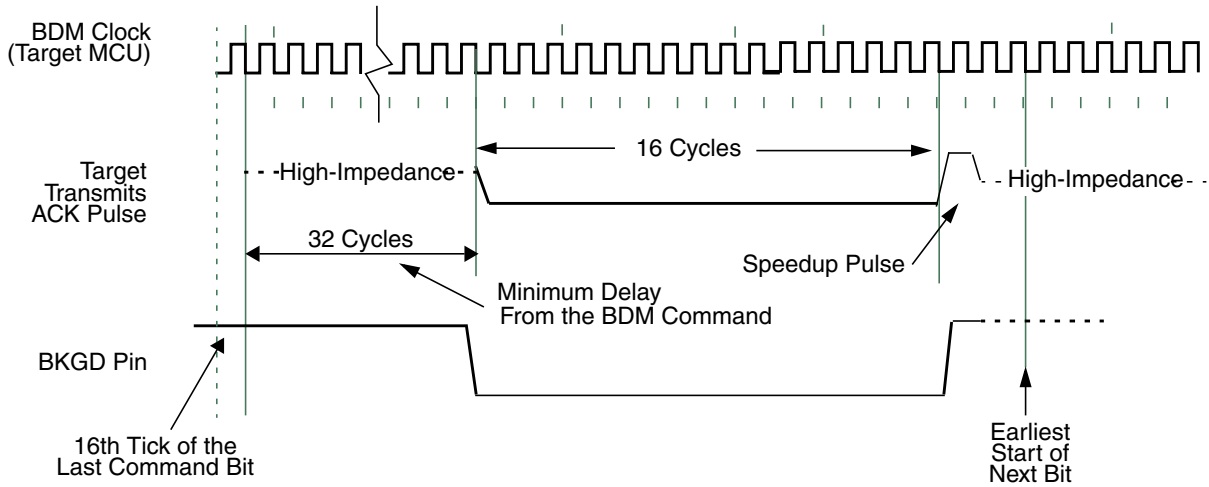 BDM Clock
(Target MCU)
16 Cycles
Target
Transmits
ACK Pulse
High-Impedance
High-Impedance
32 Cycles
Speedup Pulse
Minimum Delay
From the BDM Command
BKGD Pin
16th Tick of the
Last Command Bit
Earliest
Start of
Next Bit